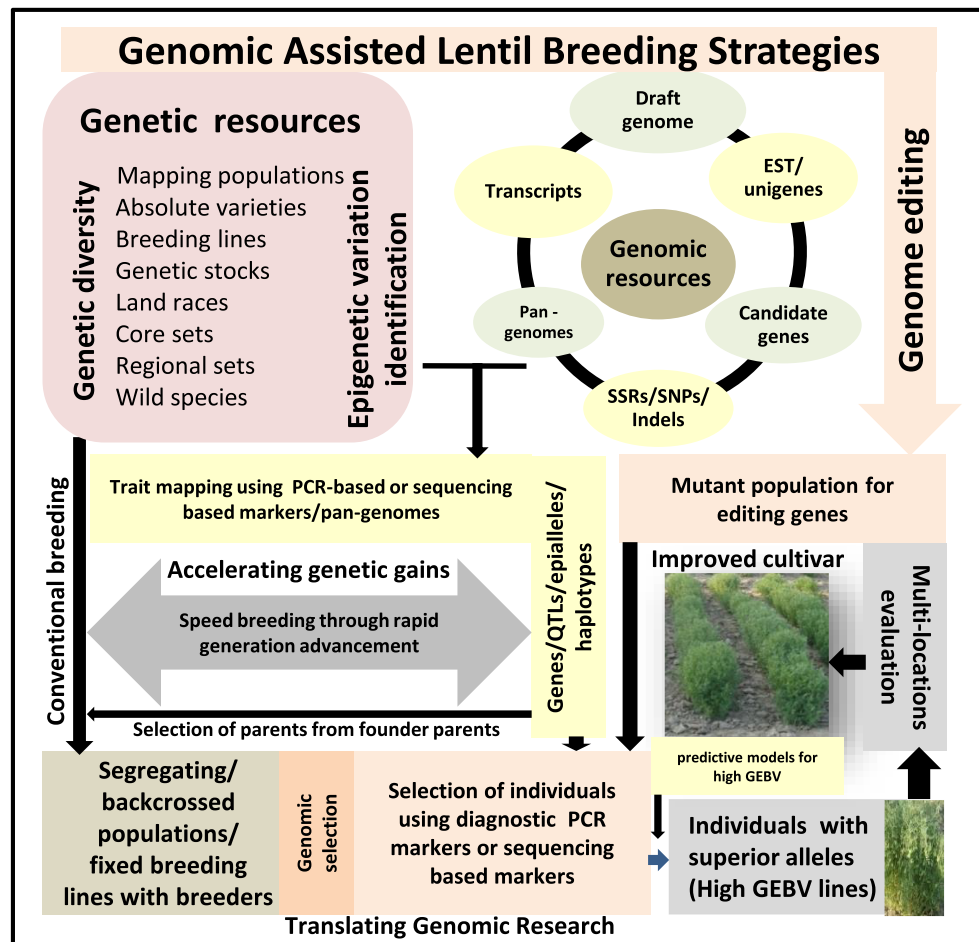 Genomic Assisted Lentil Breeding Strategies
Genetic resources
Genetic diversity
Mapping populations
Absolute varieties
Breeding lines
Genetic stocks
Land races
Core sets
Regional sets
Wild species
Epigenetic variation
identification
Draft
genome
EST/
unigenes
Transcripts
Genomic
resources
Pan -
genomes
Candidate
genes
SSRs/SNPs/
Indels
Genome editing
Conventional breeding
Trait mapping using PCR-based or sequencing
based markers/pan-genomes
Genes/QTLs/epialleles/
haplotypes
Mutant population for
editing genes
Accelerating genetic gains
Speed breeding through rapid
generation advancement
Improved cultivar
Multi-locations
evaluation
Selection of parents from founder parents
predictive models for
high GEBV
Segregating/
backcrossed
populations/
fixed breeding
lines with breeders
Genomic
selection
Selection of individuals
using diagnostic PCR
markers or sequencing
based markers
Individuals with
superior alleles
(High GEBV lines)
Translating Genomic Research